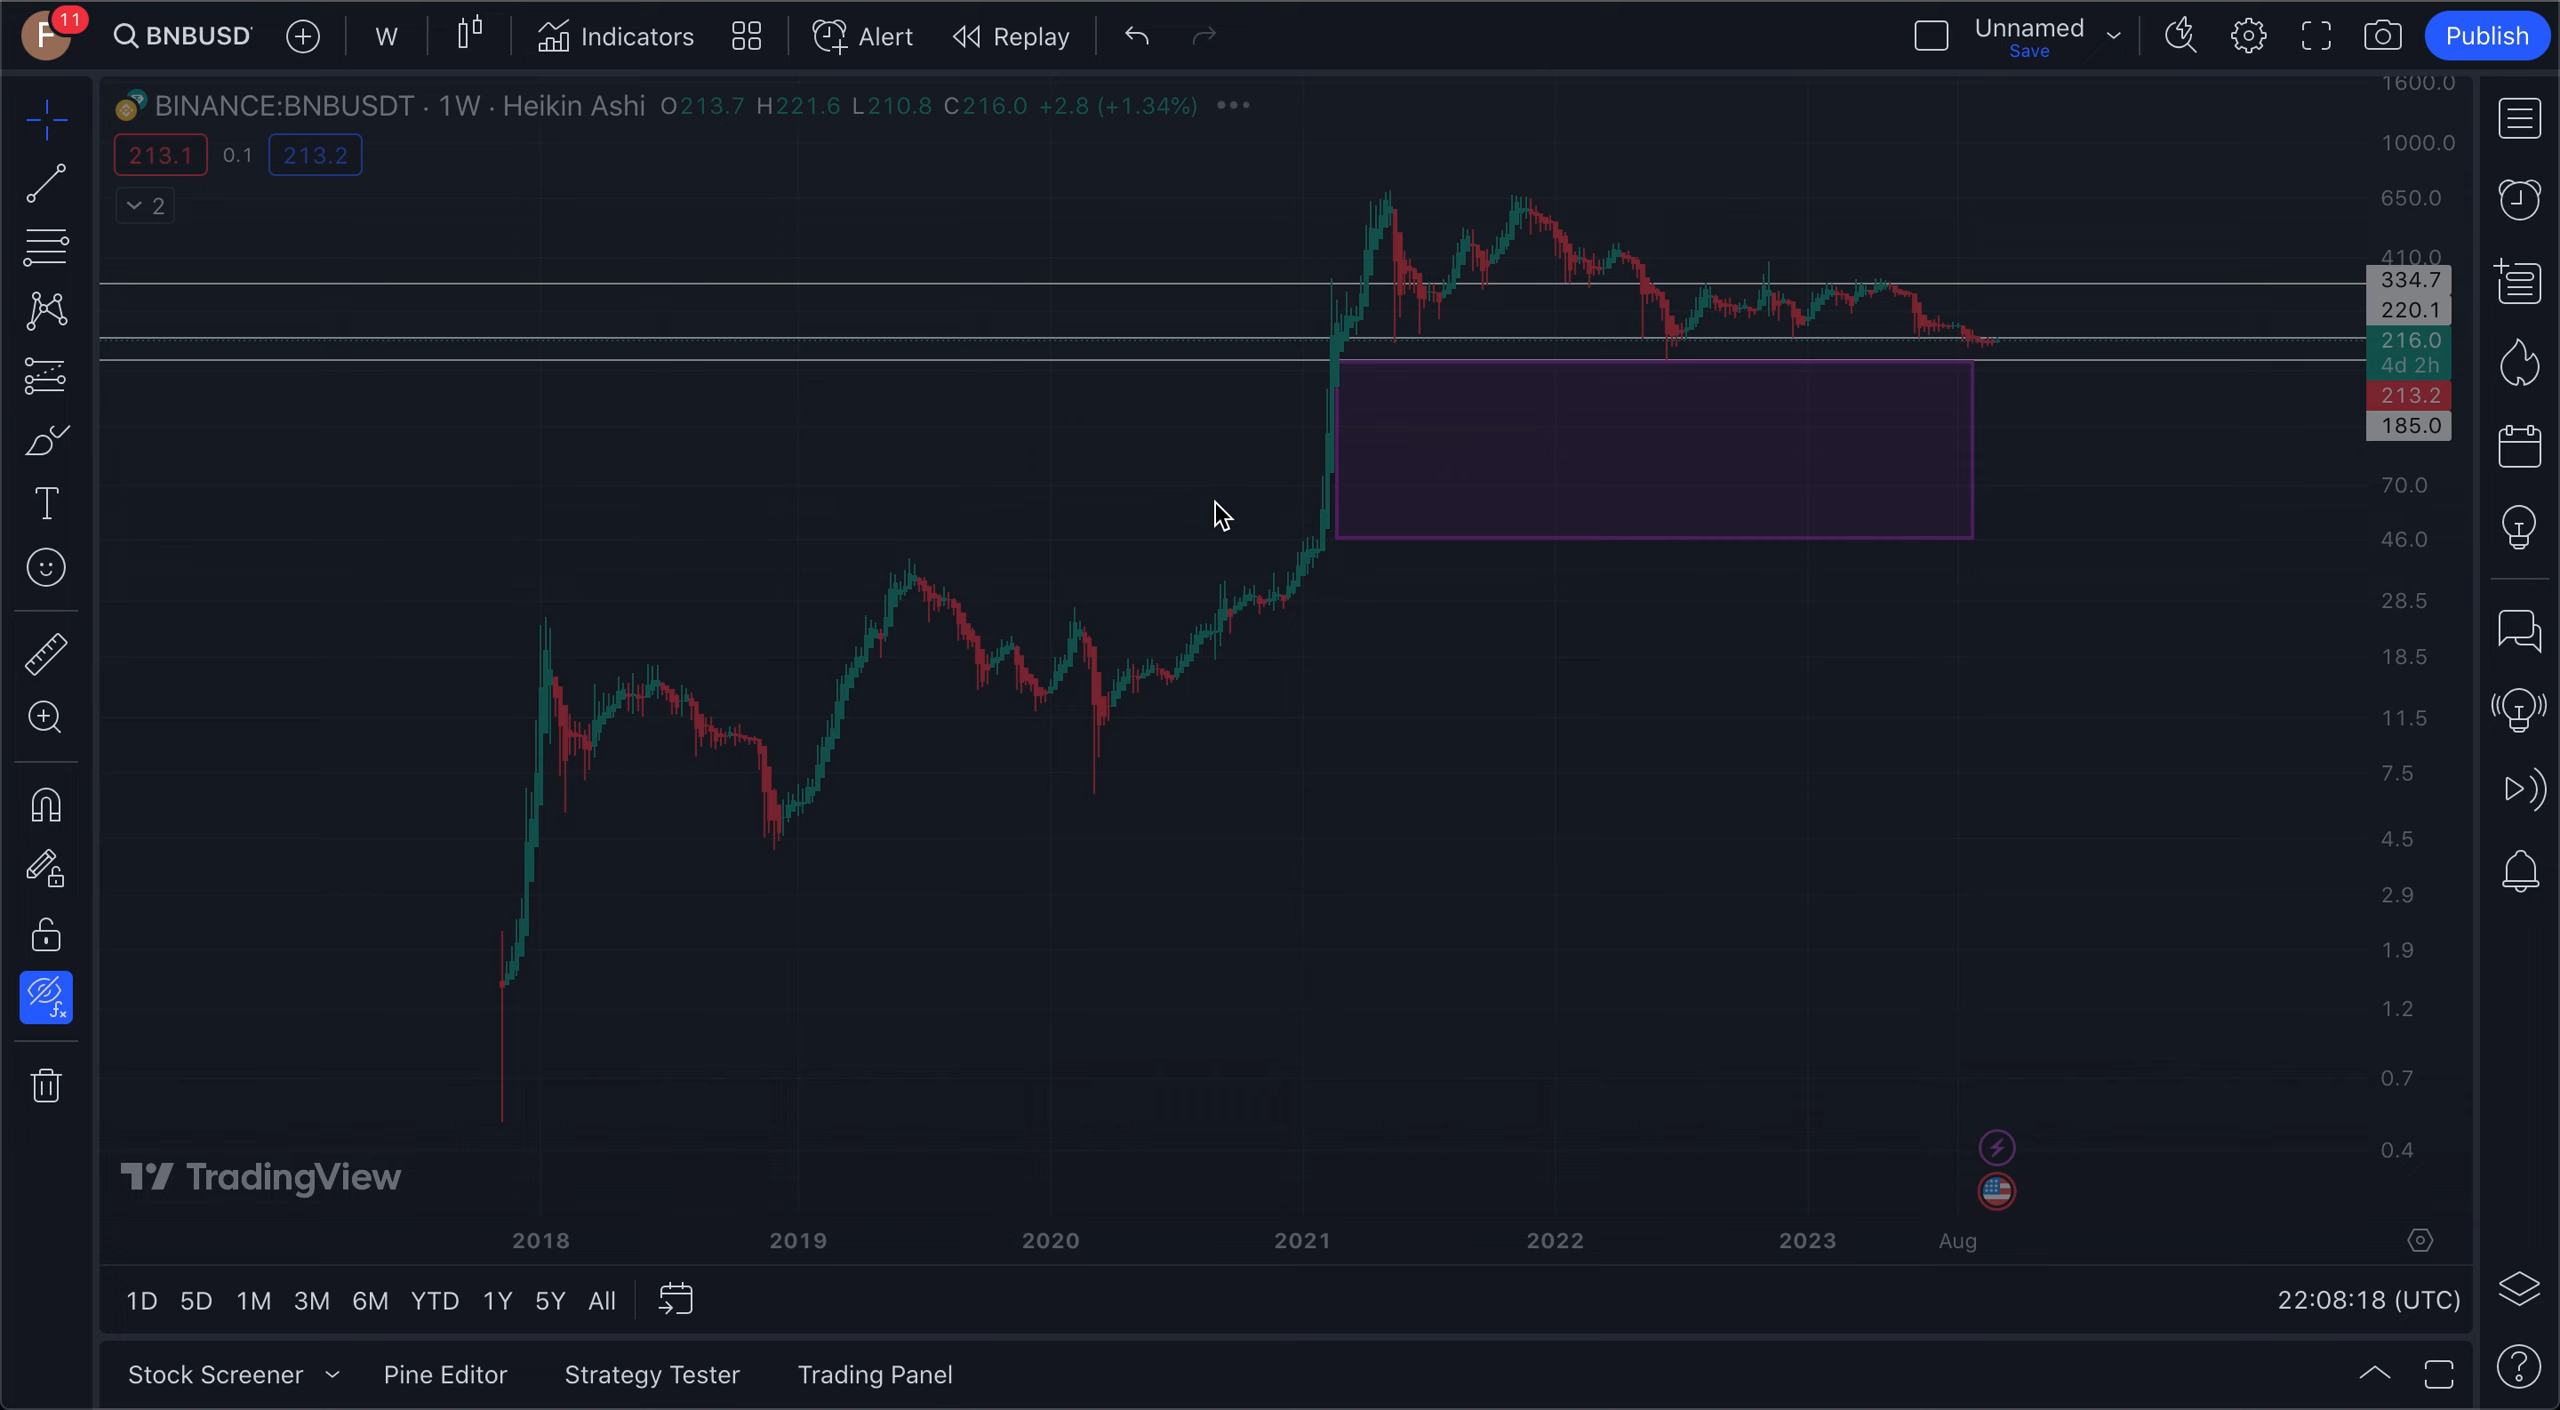 F 11 BNBUSD W Indicators Alert Replay Unnamed Save Publish
BINANCE:BNBUSDT · 1W · Heikin Ashi O213.7 H221.6 L210.8 C216.0 +2.8 (+1.34%)
213.1 0.1 213.2
2
1600.0
1000.0
650.0
410.0
334.7
220.1
216.0
4d 2h
213.2
185.0
70.0
46.0
28.5
18.5
11.5
7.5
4.5
2.9
1.9
1.2
0.7
0.4
TradingView
2018 2019 2020 2021 2022 2023 Aug
1D 5D 1M 3M 6M YTD 1Y 5Y All 22:08:18 (UTC)
Stock Screener Pine Editor Strategy Tester Trading Panel